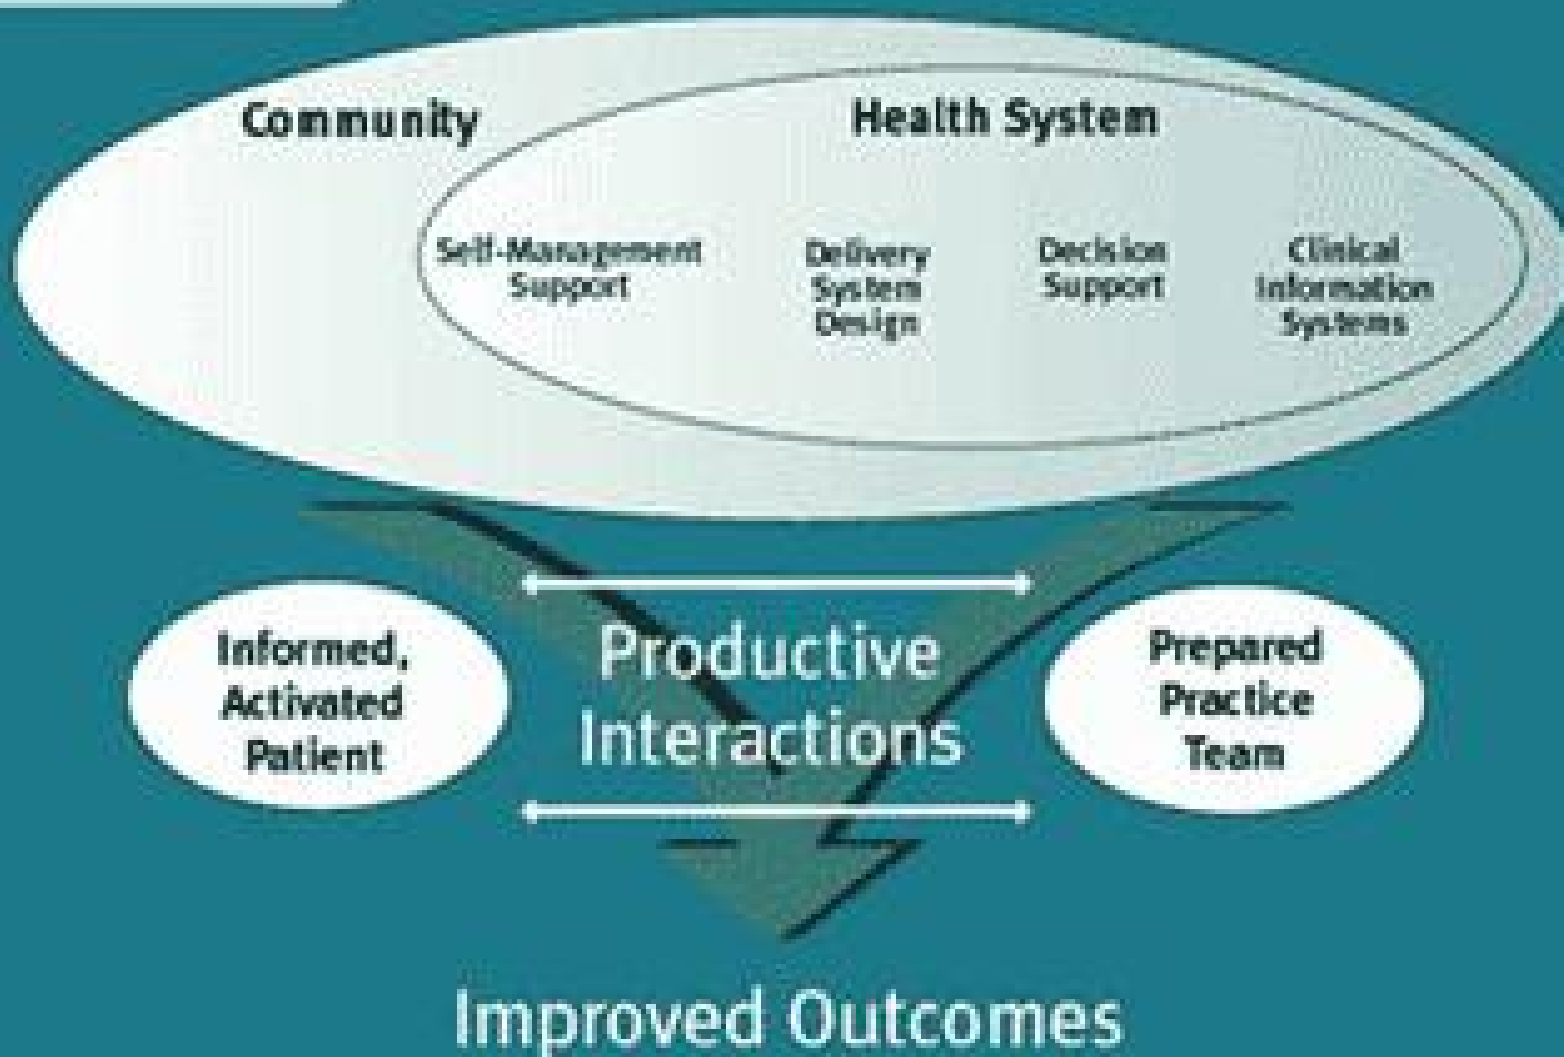 Community
Health System
Self-Management
Support
Delivery
System
Design
Decision
Support
Clinical
Information
Systems
Informed,
Activated
Patient
Productive
Interactions
Prepared
Practice
Team
Improved Outcomes